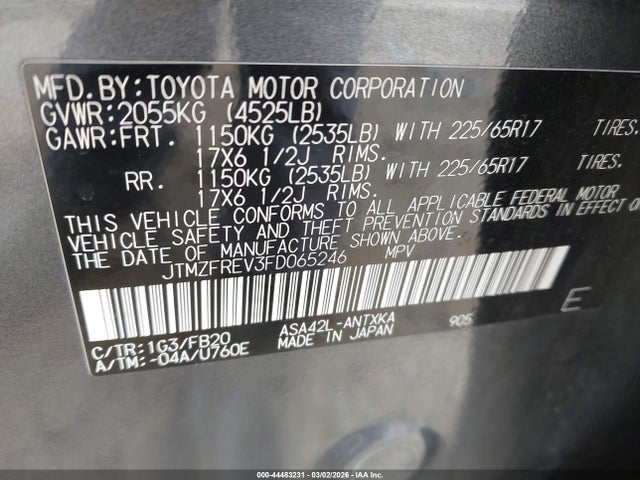 MFD.BY:TOYOTA MOTOR CORPORATION
GVWR:2055KG (4525LB)
GAWR:FRT. 1150KG (2535LB) WITH 225/65R17 TIRES.
17X6 1/2J RIMS.
RR. 1150KG (2535LB) WITH 225/65R17 TIRES.
17X6 1/2J RIMS.
THIS VEHICLE CONFORMS TO ALL APPLICABLE FEDERAL MOTOR
VEHICLE SAFETY AND THEFT PREVENTION STANDARDS IN EFFECT O
THE DATE OF MANUFACTURE SHOWN ABOVE.
JTMZFREV3FD065246 MPV
E
ASA42L-ANTXKA 905
C/TR:1G3/FB20 MADE IN JAPAN
A/TM:-04A/U760E
000-44483231 - 03/02/2026 - IAA Inc.